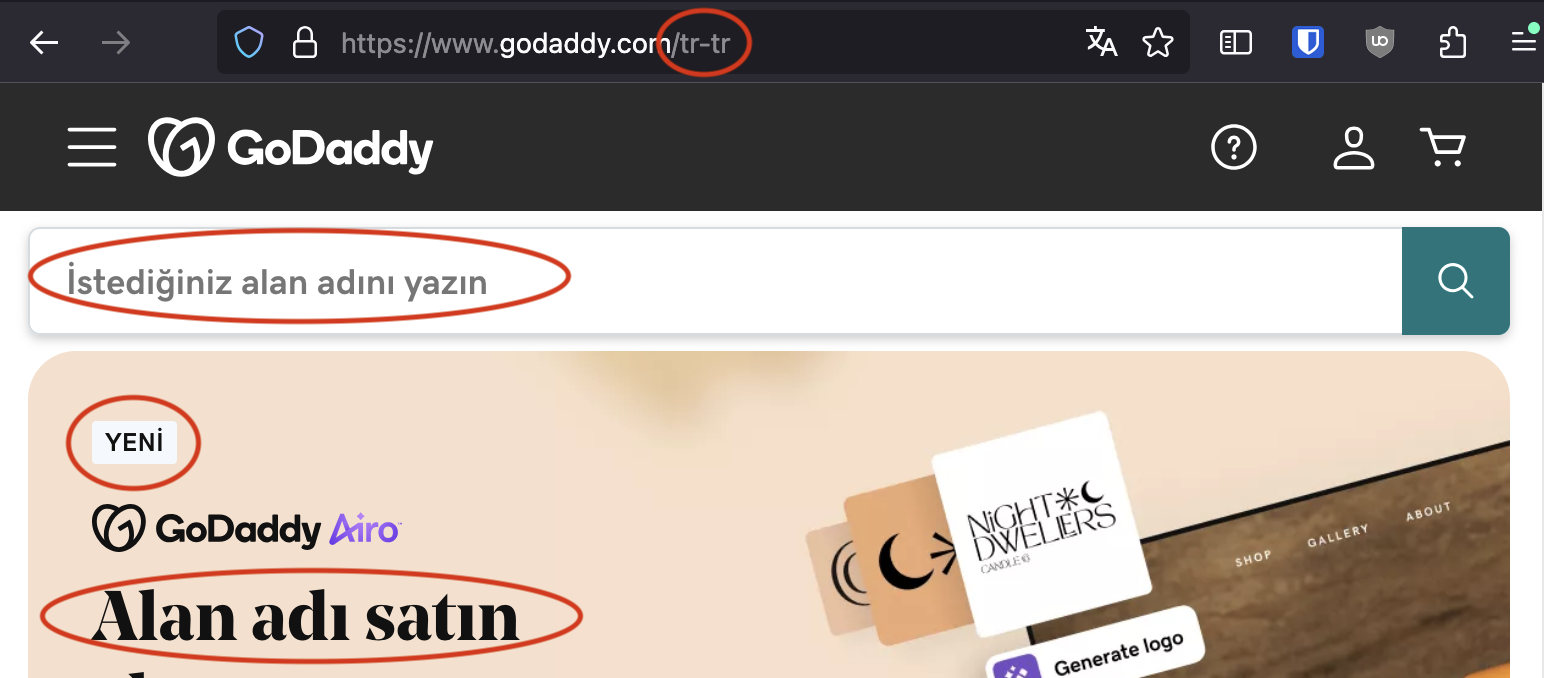 https://www.godaddy.com/tr-tr
GoDaddy
İstediğiniz alan adını yazın
YENİ
GoDaddy Airo™
Alan adı satın
NiGHT
DWELLERS
CANDLE CO
SHOP GALLERY ABOUT
Generate logo